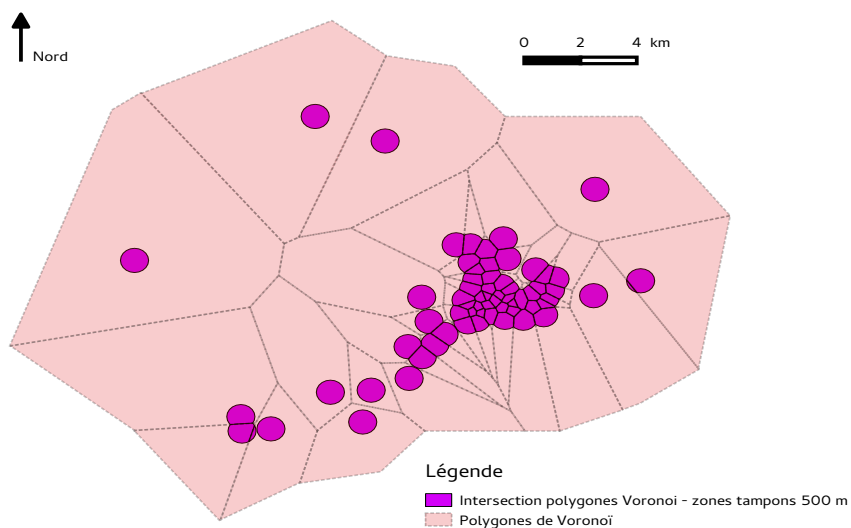 Nord
0 2 4 km
Légende
Intersection polygones Voronoi - zones tampons 500 m
Polygones de Voronoï